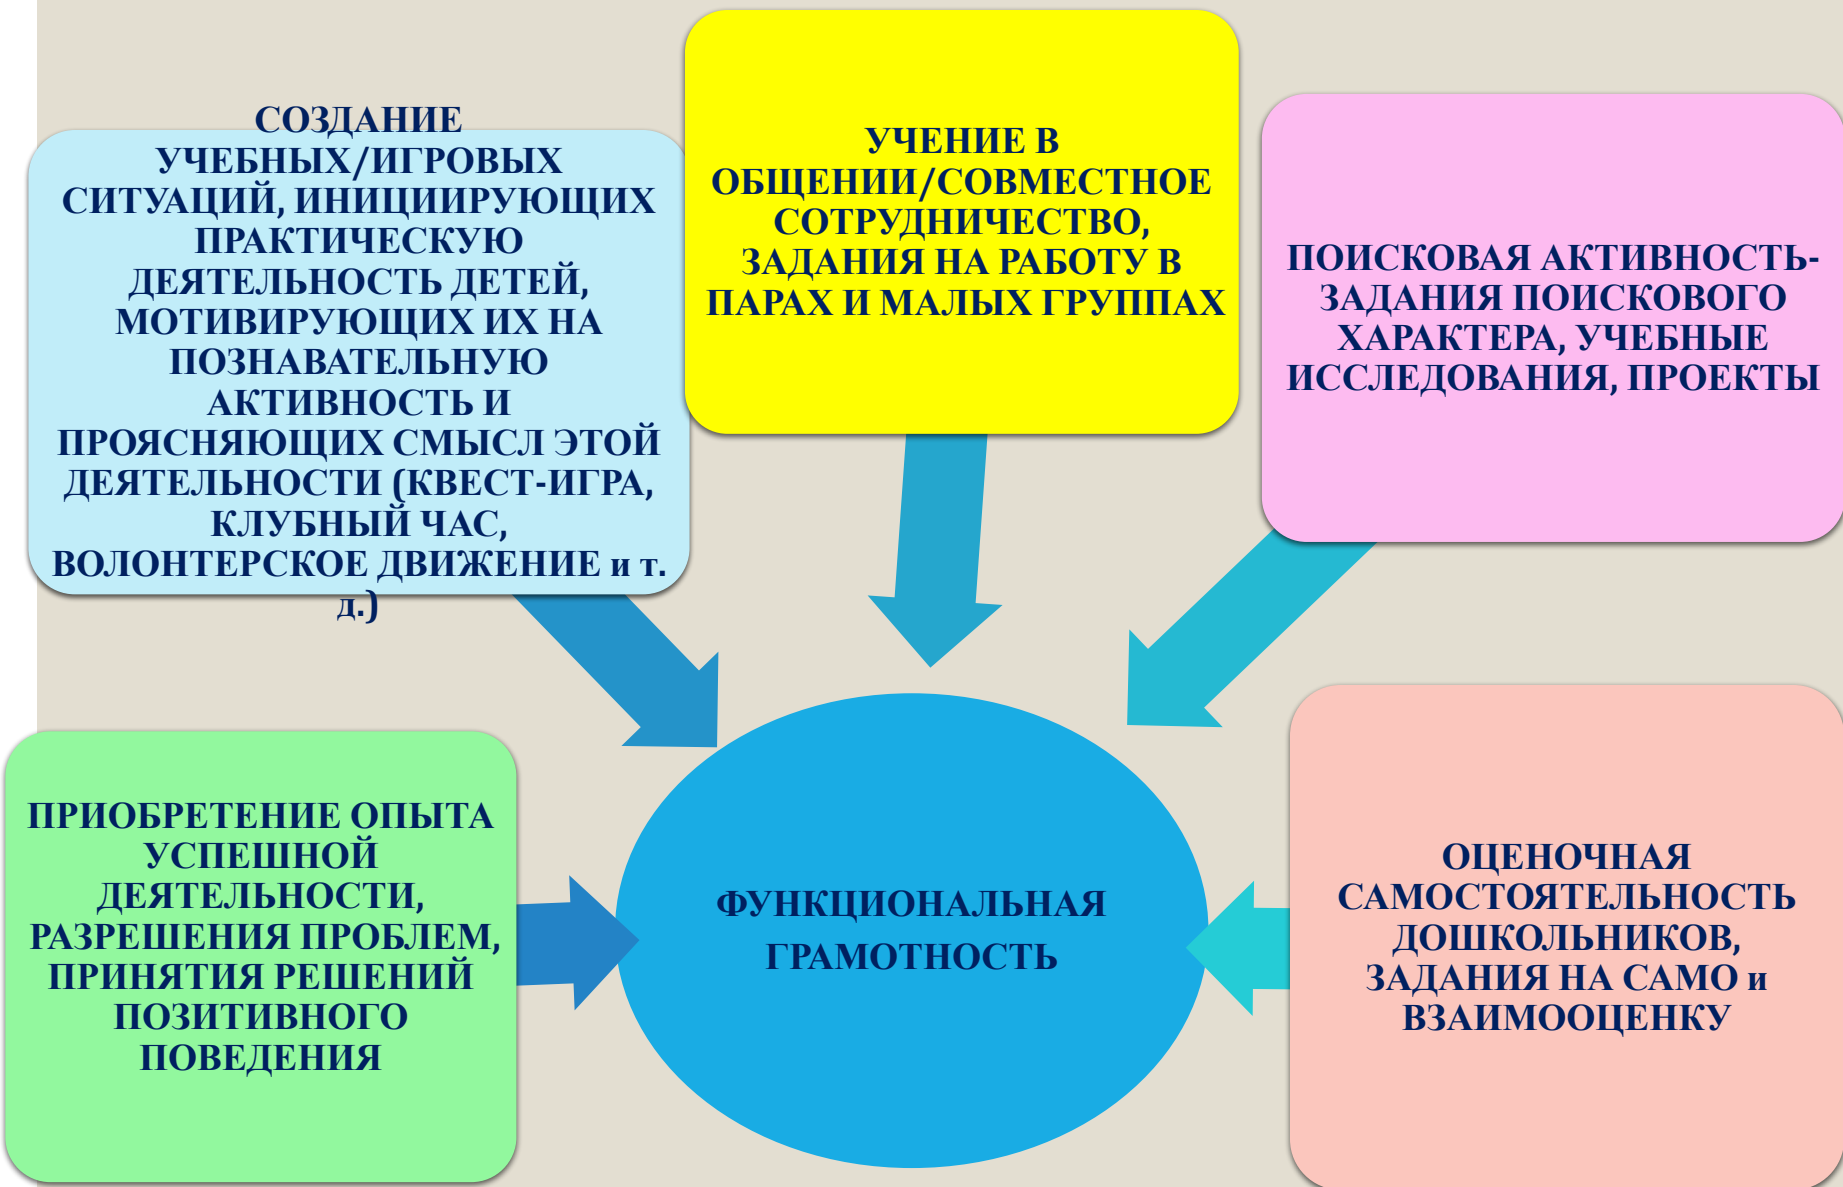 СОЗДАНИЕ
УЧЕБНЫХ/ИГРОВЫХ
СИТУАЦИЙ, ИНИЦИИРУЮЩИХ
ПРАКТИЧЕСКУЮ
ДЕЯТЕЛЬНОСТЬ ДЕТЕЙ,
МОТИВИРУЮЩИХ ИХ НА
ПОЗНАВАТЕЛЬНУЮ
АКТИВНОСТЬ И
ПРОЯСНЯЮЩИХ СМЫСЛ ЭТОЙ
ДЕЯТЕЛЬНОСТИ (КВЕСТ-ИГРА,
КЛУБНЫЙ ЧАС,
ВОЛОНТЕРСКОЕ ДВИЖЕНИЕ и т.
д.)
УЧЕНИЕ В
ОБЩЕНИИ/СОВМЕСТНОЕ
СОТРУДНИЧЕСТВО,
ЗАДАНИЯ НА РАБОТУ В
ПАРАХ И МАЛЫХ ГРУППАХ
ПОИСКОВАЯ АКТИВНОСТЬ-
ЗАДАНИЯ ПОИСКОВОГО
ХАРАКТЕРА, УЧЕБНЫЕ
ИССЛЕДОВАНИЯ, ПРОЕКТЫ
ПРИОБРЕТЕНИЕ ОПЫТА
УСПЕШНОЙ
ДЕЯТЕЛЬНОСТИ,
РАЗРЕШЕНИЯ ПРОБЛЕМ,
ПРИНЯТИЯ РЕШЕНИЙ
ПОЗИТИВНОГО
ПОВЕДЕНИЯ
ФУНКЦИОНАЛЬНАЯ
ГРАМОТНОСТЬ
ОЦЕНОЧНАЯ
САМОСТОЯТЕЛЬНОСТЬ
ДОШКОЛЬНИКОВ,
ЗАДАНИЯ НА САМО и
ВЗАИМООЦЕНКУ